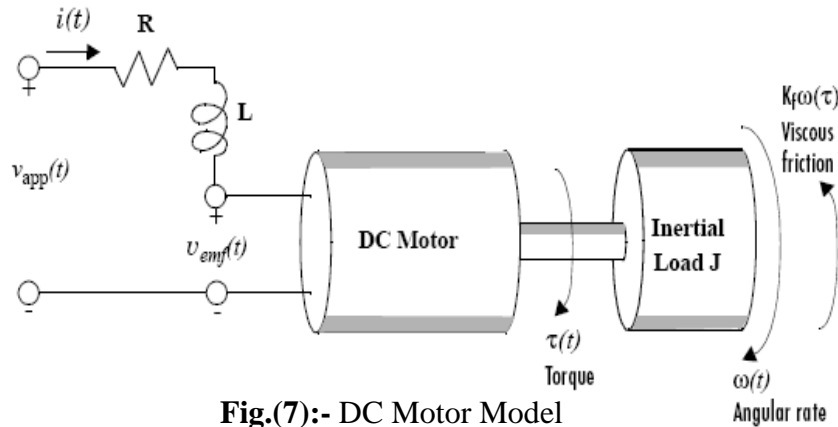 i(t)
R
+
L
v_app(t)
+
v_emf(t)
-
-
DC Motor
τ(t)
Torque
Inertial
Load J
K_fω(τ)
Viscous
friction
ω(t)
Angular rate
Fig.(7):- DC Motor Model